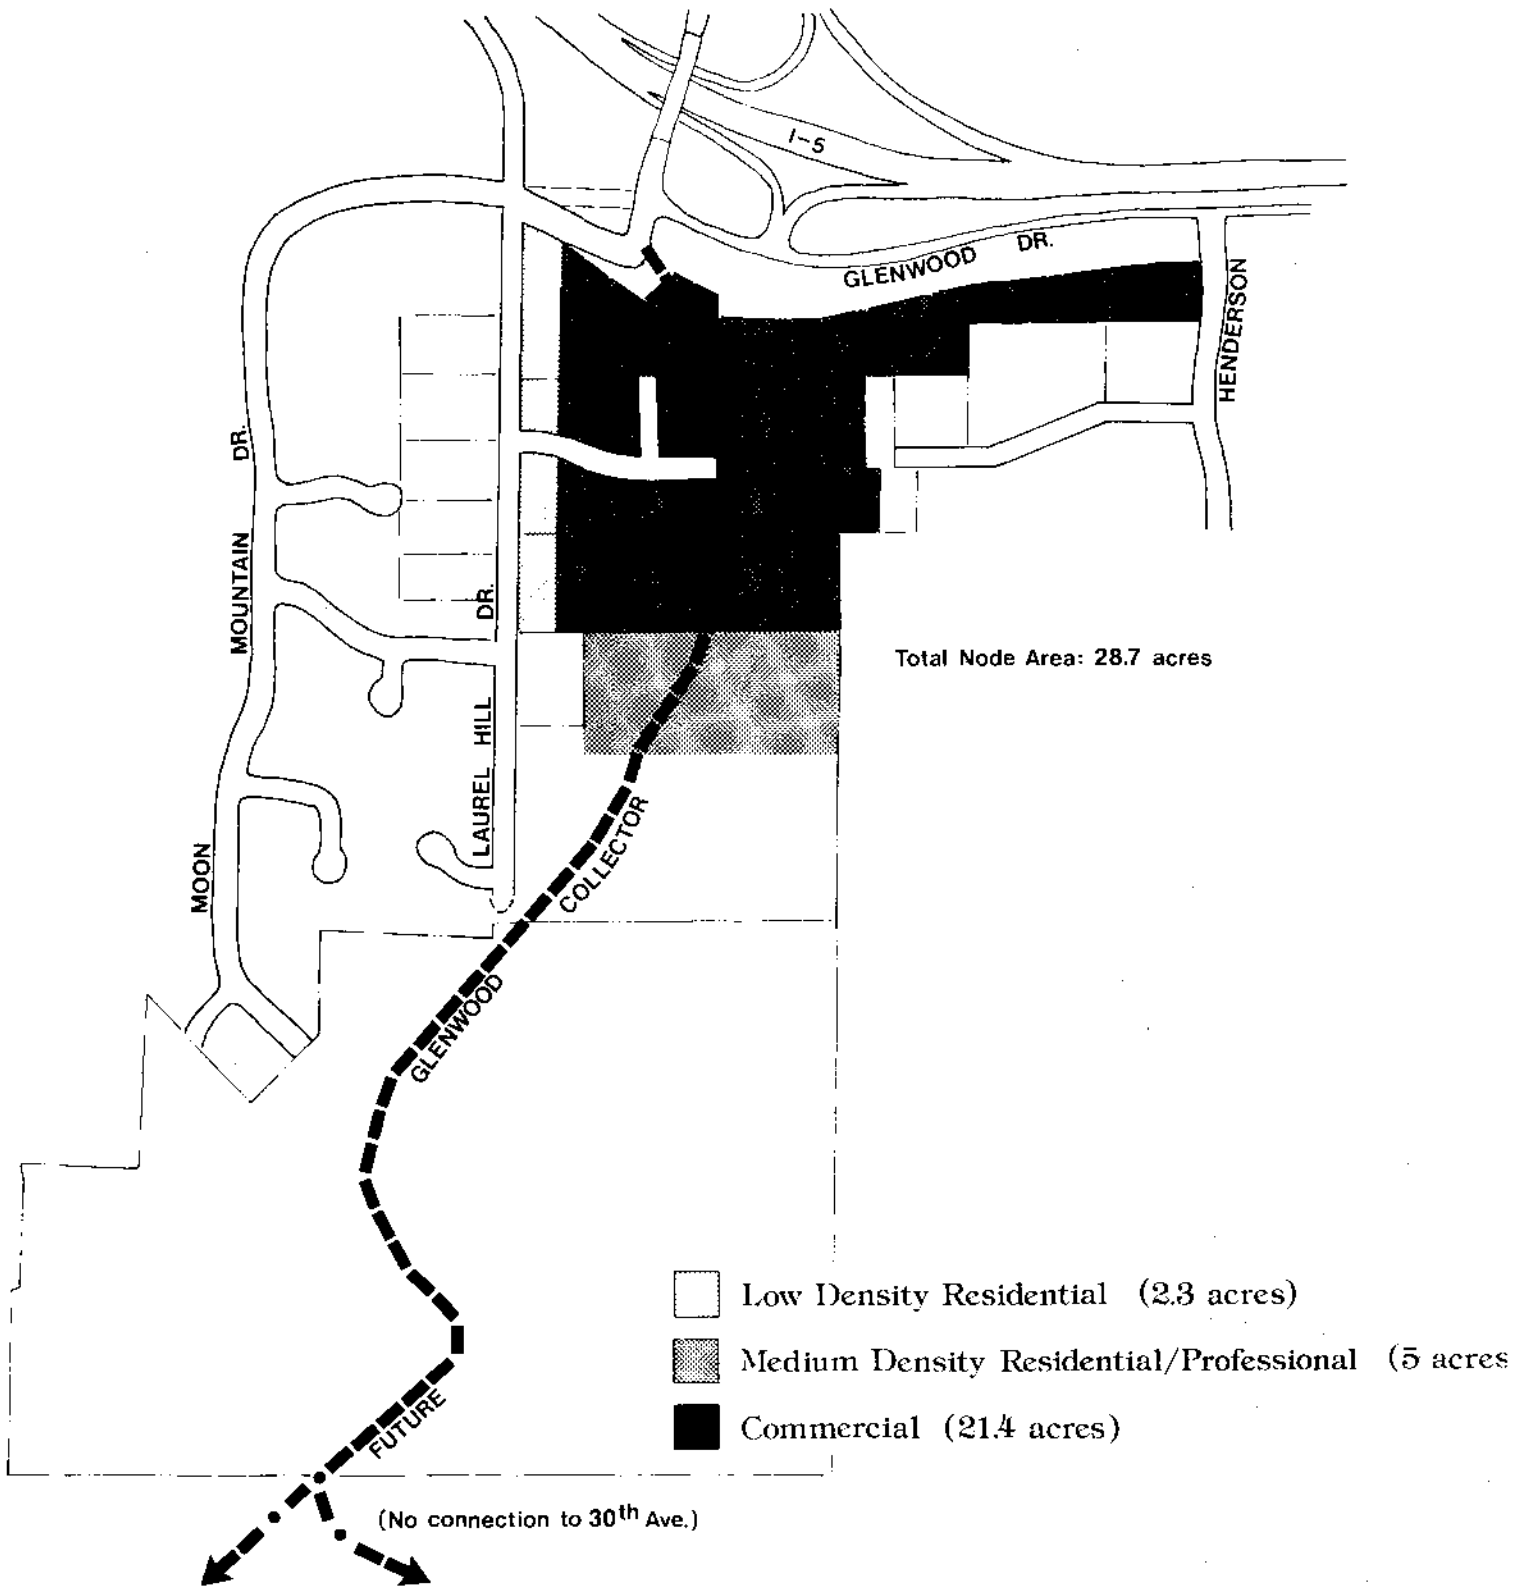 I-5
GLENWOOD DR.
HENDERSON
MOON MOUNTAIN DR.
LAUREL HILL DR.
Total Node Area: 28.7 acres
FUTURE GLENWOOD COLLECTOR
Low Density Residential (2.3 acres)
Medium Density Residential/Professional (5 acres
Commercial (21.4 acres)
(No connection to 30th Ave.)